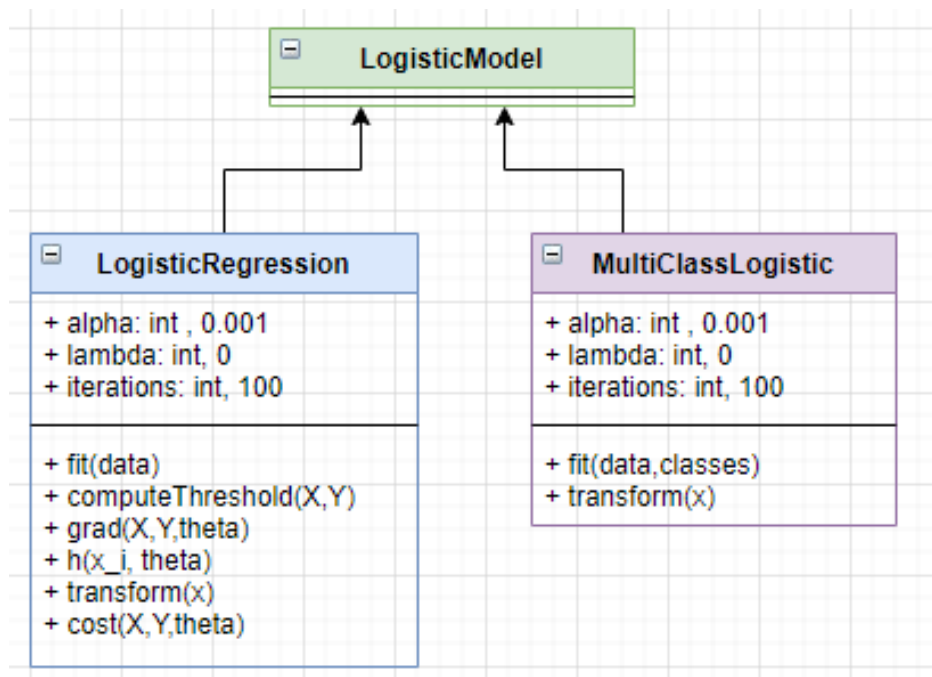 LogisticModel
LogisticRegression
+ alpha: int , 0.001
+ lambda: int, 0
+ iterations: int, 100
+ fit(data)
+ computeThreshold(X,Y)
+ grad(X,Y,theta)
+ h(x_i, theta)
+ transform(x)
+ cost(X,Y,theta)
MultiClassLogistic
+ alpha: int , 0.001
+ lambda: int, 0
+ iterations: int, 100
+ fit(data,classes)
+ transform(x)